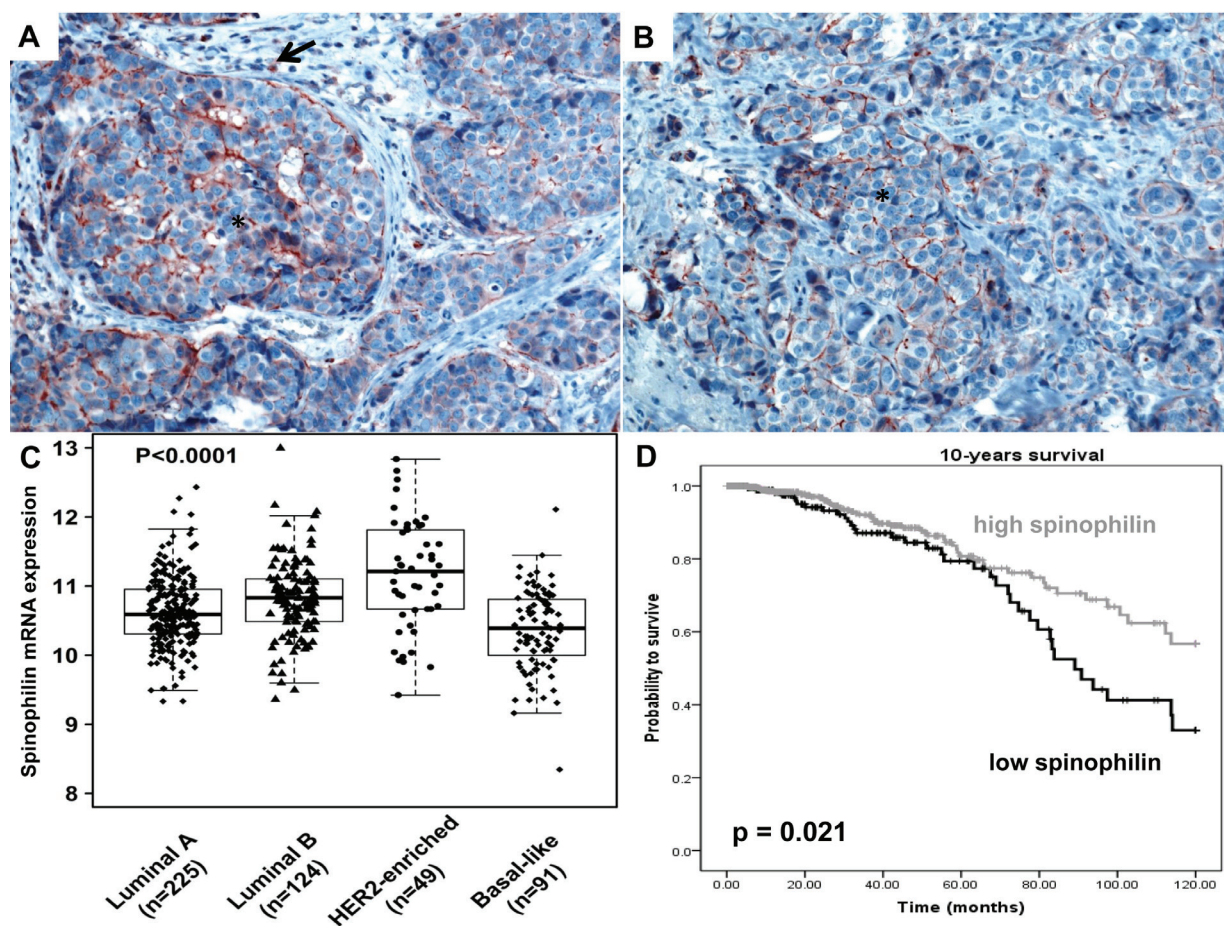 A
B
*
*
C
P<0.0001
Spinophilin mRNA expression
13
12
11
10
9
8
Luminal A
(n=225)
Luminal B
(n=124)
HER2-enriched
(n=49)
Basal-like
(n=91)
D
10-years survival
high spinophilin
low spinophilin
p = 0.021
Probability to survive
1.0
0.8
0.6
0.4
0.2
0.0
0.00
20.00
40.00
60.00
80.00
100.00
120.00
Time (months)